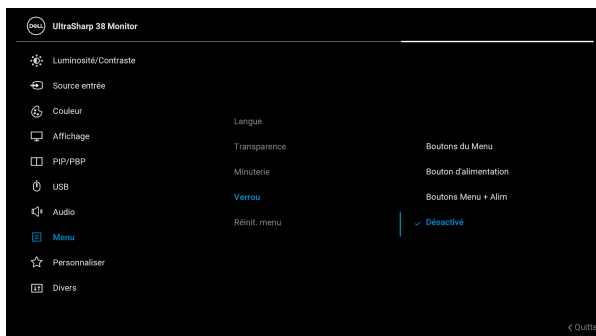 DELL
UltraSharp 38 Monitor
Luminosité/Contraste
Source entrée
Couleur
Affichage
PIP/PBP
USB
Audio
Menu
Personnaliser
Divers
Langue
Transparence
Minuterie
Verrou
Réinit. menu
Boutons du Menu
Bouton d'alimentation
Boutons Menu + Alim
Désactivé
Quitte